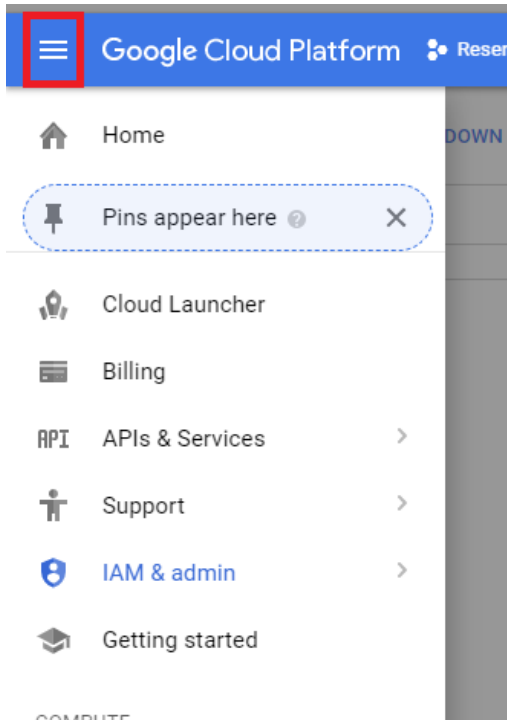 Google Cloud Platform
Home
DOWN
Pins appear here
Cloud Launcher
Billing
API APIs & Services
Support
IAM & admin
Getting started
COMPUTE